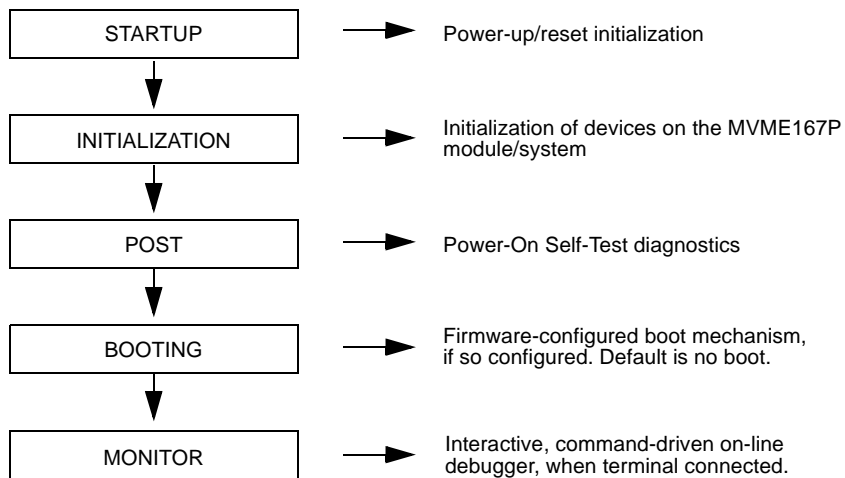 STARTUP
Power-up/reset initialization
INITIALIZATION
Initialization of devices on the MVME167P
module/system
POST
Power-On Self-Test diagnostics
BOOTING
Firmware-configured boot mechanism,
if so configured. Default is no boot.
MONITOR
Interactive, command-driven on-line
debugger, when terminal connected.